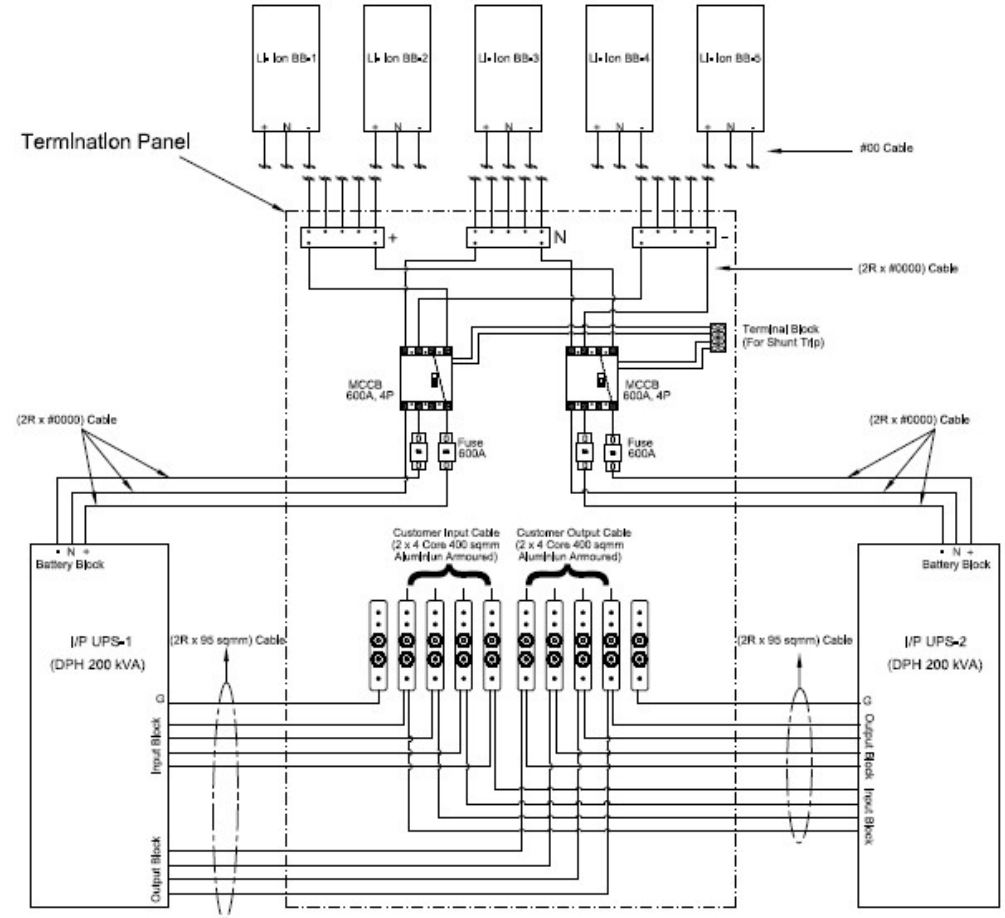 Li-Ion BB-1
Li-Ion BB-2
Li-Ion BB-3
Li-Ion BB-4
Li-Ion BB-5
+ N -
+ N -
+ N -
+ N -
+ N -
Termination Panel
#00 Cable
+
N
-
(2R x #0000) Cable
Terminal Block
(For Shunt Trip)
MCCB
600A, 4P
MCCB
600A, 4P
(2R x #0000) Cable
(2R x #0000) Cable
Fuse
600A
Fuse
600A
Customer Input Cable
(2 x 4 Core 400 sqmm
Aluminiun Armoured)
Customer Output Cable
(2 x 4 Core 400 sqmm
Aluminiun Armoured)
- N +
Battery Block
- N +
Battery Block
I/P UPS-1
(DPH 200 kVA)
(2R x 95 sqmm) Cable
(2R x 95 sqmm) Cable
I/P UPS-2
(DPH 200 kVA)
G
Input Block
Output Block
G
Output Block
Input Block